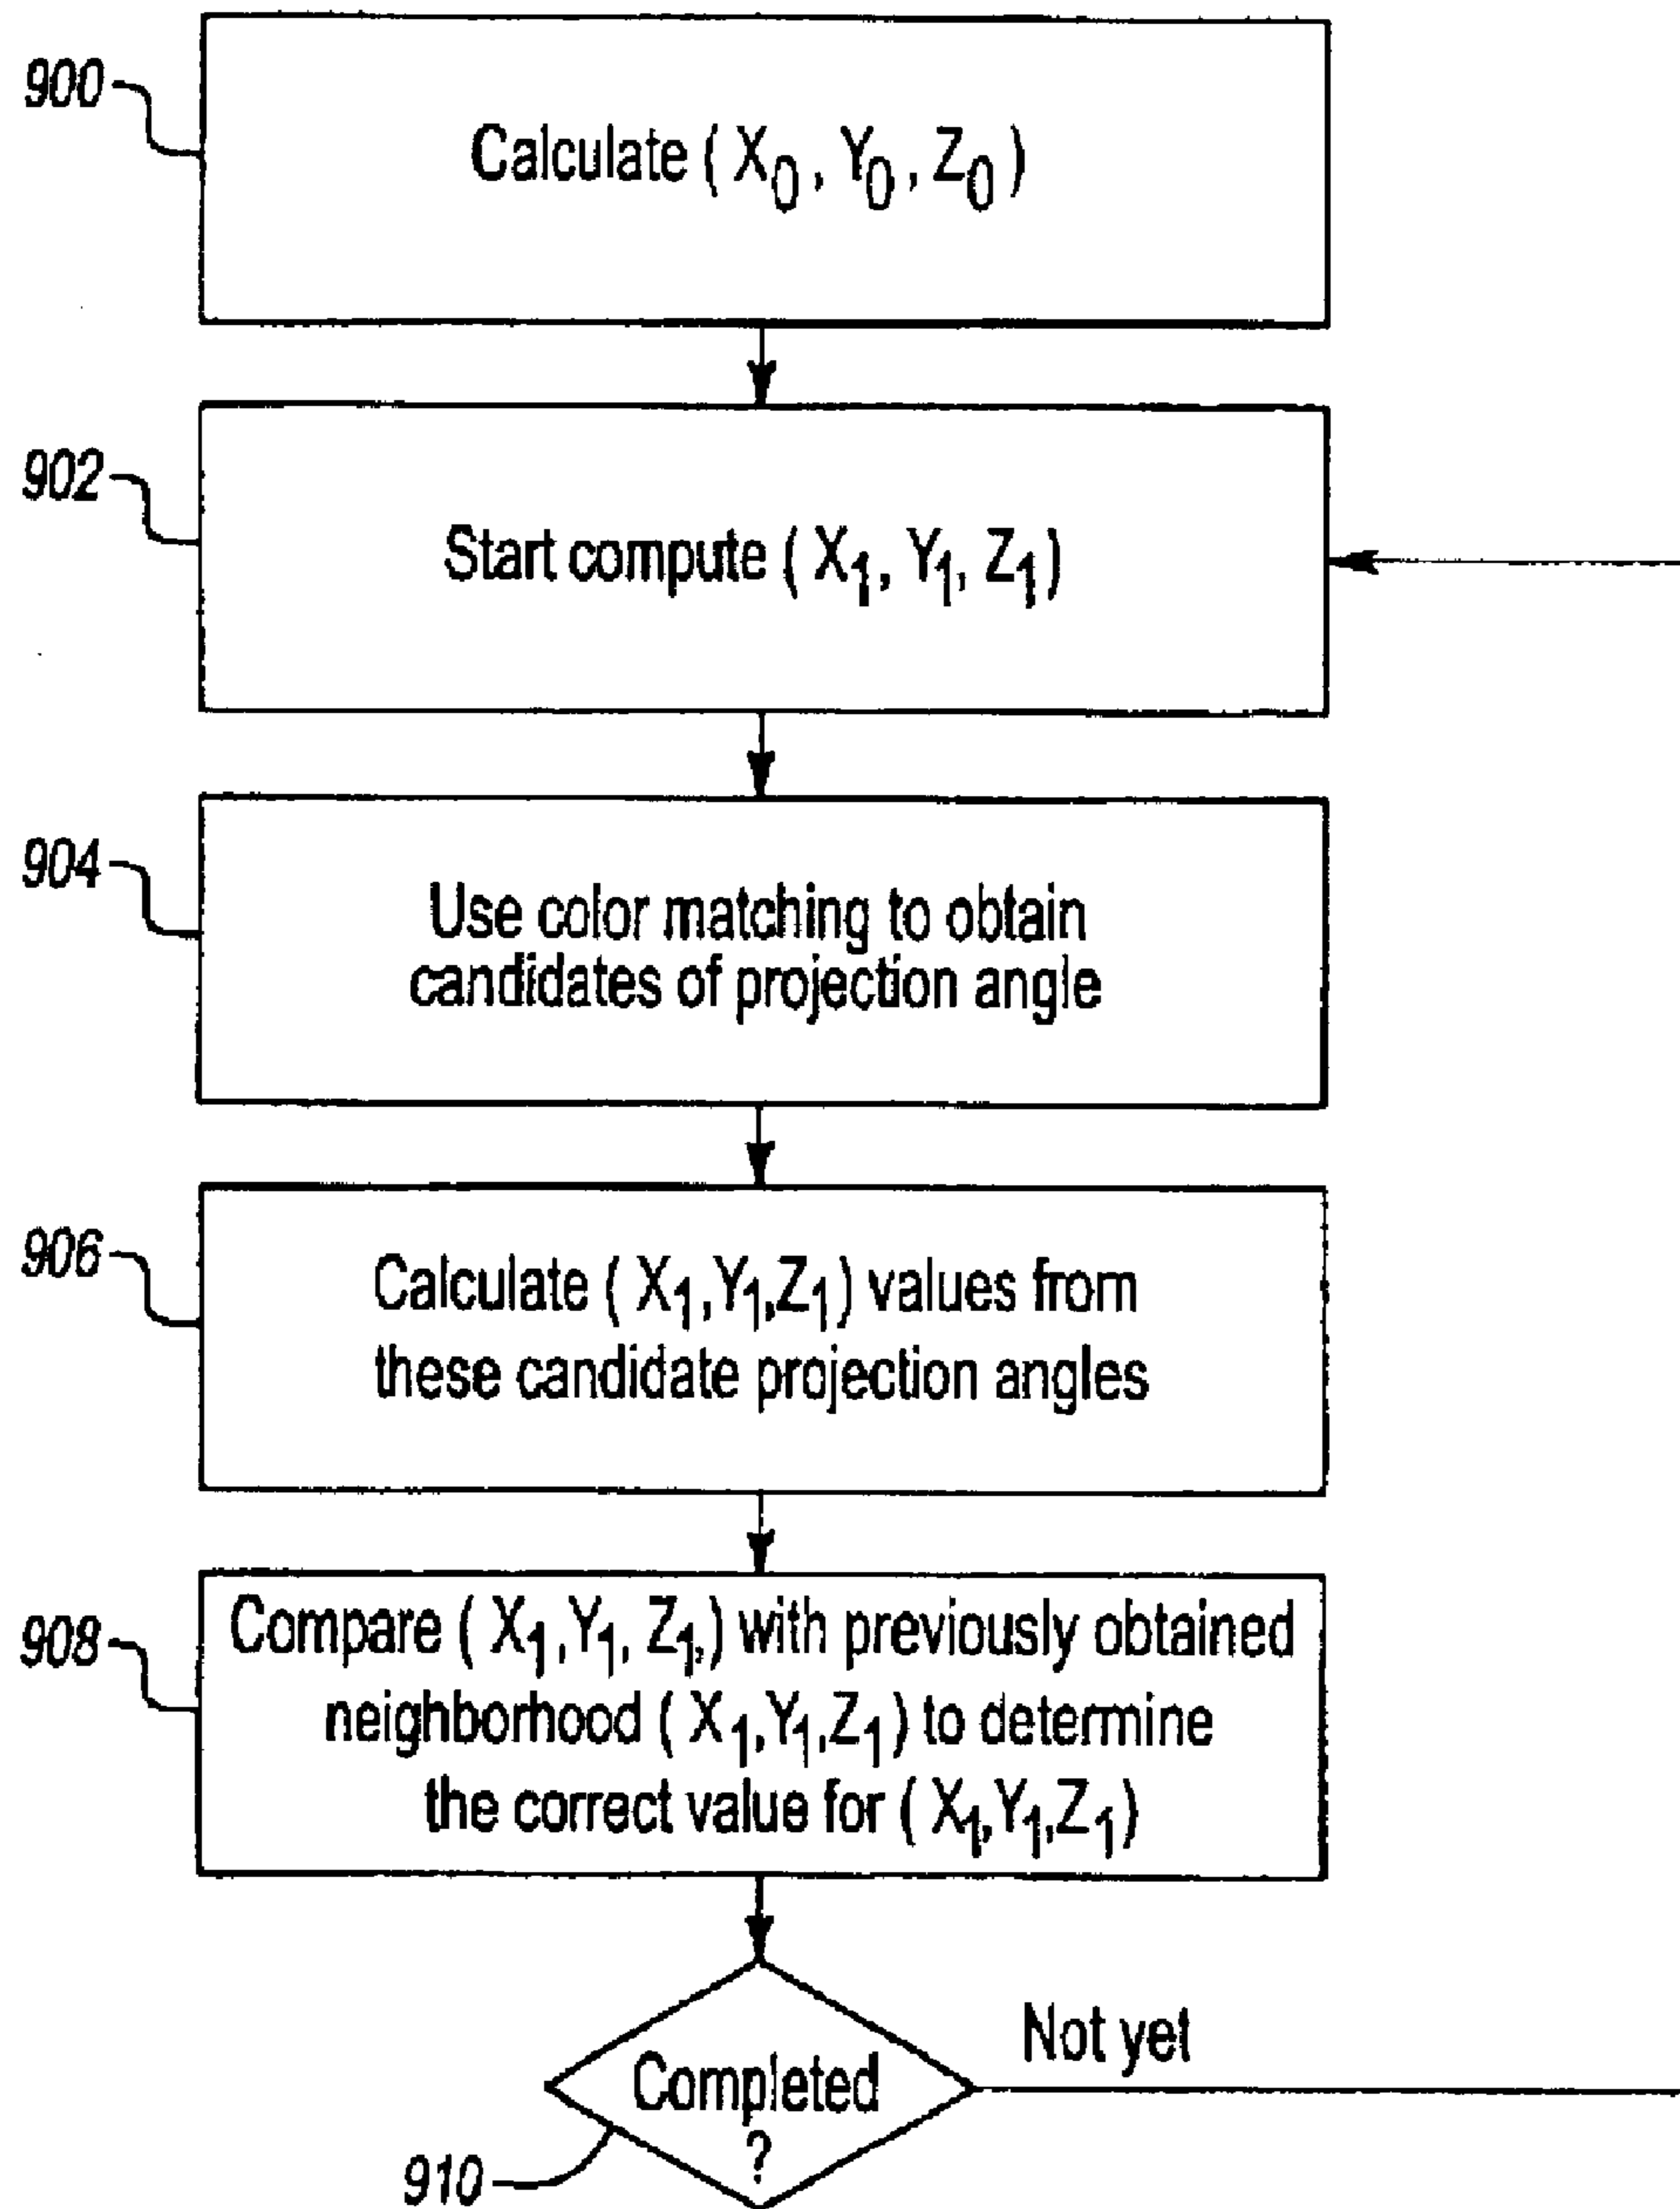 900
Calculate ( X₀ , Y₀ , Z₀ )
902
Start compute ( X₁, Y₁, Z₁ )
904
Use color matching to obtain
candidates of projection angle
906
Calculate ( X₁,Y₁,Z₁ ) values from
these candidate projection angles
908
Compare ( X₁,Y₁, Z₁,) with previously obtained
neighborhood ( X₁,Y₁,Z₁ ) to determine
the correct value for ( X₁,Y₁,Z₁ )
Not yet
Completed
?
910